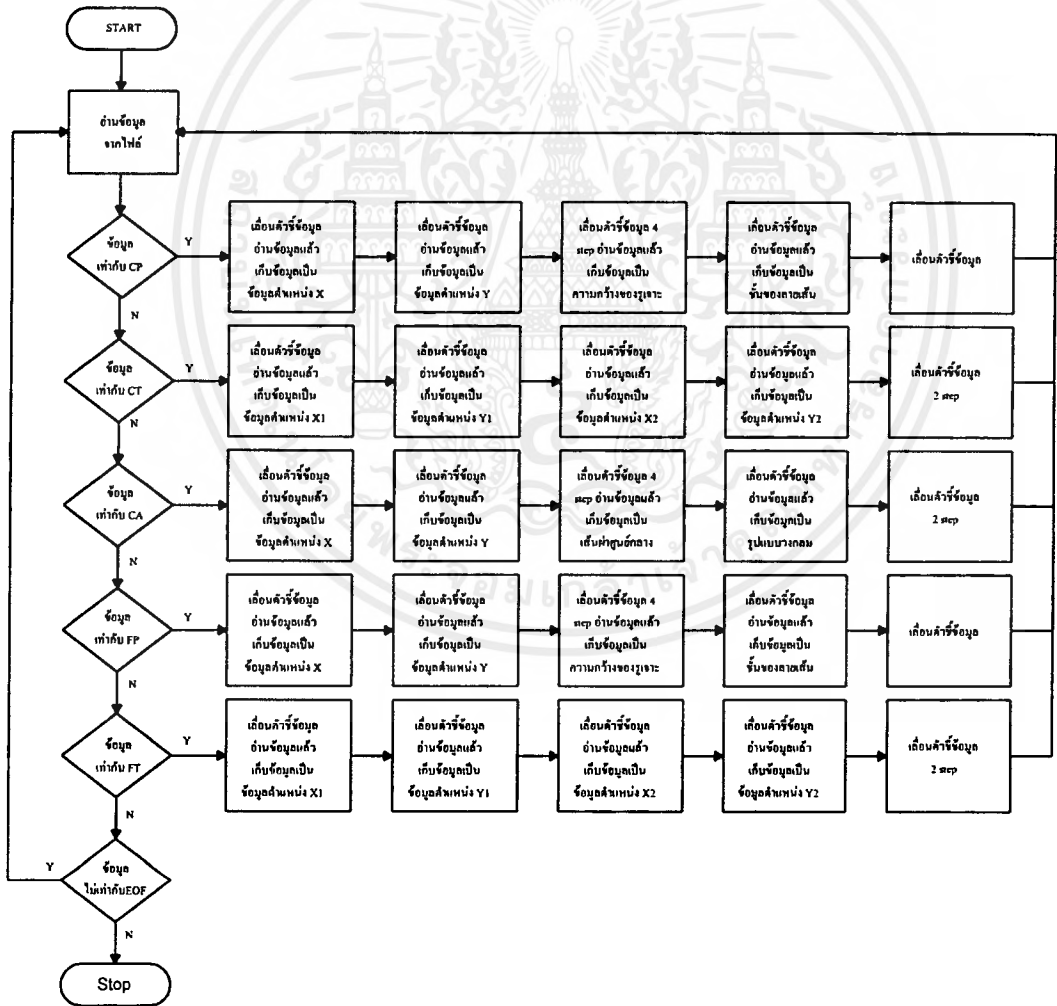 START
อ่านข้อมูล
จากไฟล์
ข้อมูล
เท่ากับ CP
Y
เลื่อนตัวชี้ข้อมูล
อ่านข้อมูลแล้ว
เก็บข้อมูลเป็น
ข้อมูลตำแหน่ง X
เลื่อนตัวชี้ข้อมูล
อ่านข้อมูลแล้ว
เก็บข้อมูลเป็น
ข้อมูลตำแหน่ง Y
เลื่อนตัวชี้ข้อมูล 4
step อ่านข้อมูลแล้ว
เก็บข้อมูลเป็น
ความกว้างของรูเจาะ
เลื่อนตัวชี้ข้อมูล
อ่านข้อมูลแล้ว
เก็บข้อมูลเป็น
ชั้นของลายเส้น
เลื่อนตัวชี้ข้อมูล
N
ข้อมูล
เท่ากับ CT
Y
เลื่อนตัวชี้ข้อมูล
อ่านข้อมูลแล้ว
เก็บข้อมูลเป็น
ข้อมูลตำแหน่ง X1
เลื่อนตัวชี้ข้อมูล
อ่านข้อมูลแล้ว
เก็บข้อมูลเป็น
ข้อมูลตำแหน่ง Y1
เลื่อนตัวชี้ข้อมูล
อ่านข้อมูลแล้ว
เก็บข้อมูลเป็น
ข้อมูลตำแหน่ง X2
เลื่อนตัวชี้ข้อมูล
อ่านข้อมูลแล้ว
เก็บข้อมูลเป็น
ข้อมูลตำแหน่ง Y2
เลื่อนตัวชี้ข้อมูล
2 step
N
ข้อมูล
เท่ากับ CA
Y
เลื่อนตัวชี้ข้อมูล
อ่านข้อมูลแล้ว
เก็บข้อมูลเป็น
ข้อมูลตำแหน่ง X
เลื่อนตัวชี้ข้อมูล
อ่านข้อมูลแล้ว
เก็บข้อมูลเป็น
ข้อมูลตำแหน่ง Y
เลื่อนตัวชี้ข้อมูล 4
step อ่านข้อมูลแล้ว
เก็บข้อมูลเป็น
เส้นผ่าศูนย์กลาง
เลื่อนตัวชี้ข้อมูล
อ่านข้อมูลแล้ว
เก็บข้อมูลเป็น
รูปแบบวงกลม
เลื่อนตัวชี้ข้อมูล
2 step
N
ข้อมูล
เท่ากับ FP
Y
เลื่อนตัวชี้ข้อมูล
อ่านข้อมูลแล้ว
เก็บข้อมูลเป็น
ข้อมูลตำแหน่ง X
เลื่อนตัวชี้ข้อมูล
อ่านข้อมูลแล้ว
เก็บข้อมูลเป็น
ข้อมูลตำแหน่ง Y
เลื่อนตัวชี้ข้อมูล 4
step อ่านข้อมูลแล้ว
เก็บข้อมูลเป็น
ความกว้างของรูเจาะ
เลื่อนตัวชี้ข้อมูล
อ่านข้อมูลแล้ว
เก็บข้อมูลเป็น
ชั้นของลายเส้น
เลื่อนตัวชี้ข้อมูล
N
ข้อมูล
เท่ากับ FT
Y
เลื่อนตัวชี้ข้อมูล
อ่านข้อมูลแล้ว
เก็บข้อมูลเป็น
ข้อมูลตำแหน่ง X1
เลื่อนตัวชี้ข้อมูล
อ่านข้อมูลแล้ว
เก็บข้อมูลเป็น
ข้อมูลตำแหน่ง Y1
เลื่อนตัวชี้ข้อมูล
อ่านข้อมูลแล้ว
เก็บข้อมูลเป็น
ข้อมูลตำแหน่ง X2
เลื่อนตัวชี้ข้อมูล
อ่านข้อมูลแล้ว
เก็บข้อมูลเป็น
ข้อมูลตำแหน่ง Y2
เลื่อนตัวชี้ข้อมูล
2 step
N
Y
ข้อมูล
ไม่เท่ากับEOF
N
Stop